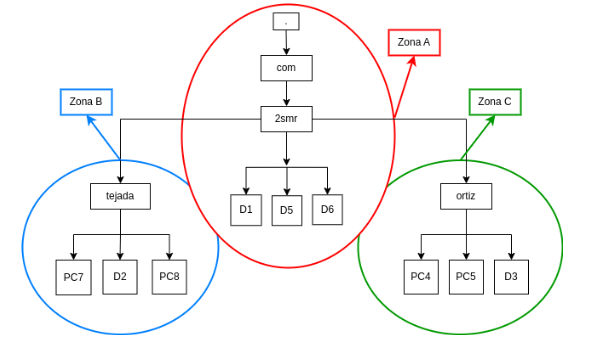 .
Zona A
com
Zona B
Zona C
2smr
tejada
ortiz
D1
D5
D6
PC7
D2
PC8
PC4
PC5
D3